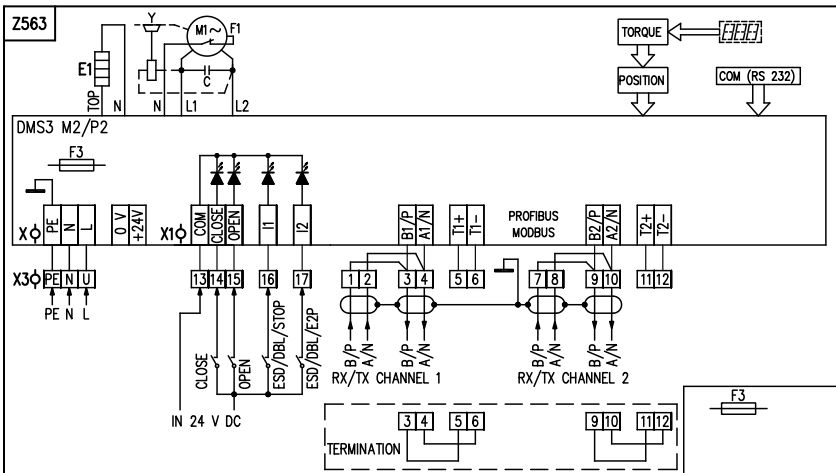 Z563
Y
M1~
F1
E1
C
TOP
N
N
L1
L2
TORQUE
POSITION
COM (RS 232)
DMS3 M2/P2
F3
X
PE
N
L
0 V
+24V
X1
COM
CLOSE
OPEN
I1
I2
B1/P
A1/N
T1+
T1-
PROFIBUS
MODBUS
B2/P
A2/N
T2+
T2-
X3
PE N U
13 14 15 16 17
1 2 3 4 5 6
7 8 9 10 11 12
PE N L
CLOSE
OPEN
ESD/DBL/STOP
ESD/DBL/E2P
B/P
A/N
B/P
A/N
B/P
A/N
B/P
A/N
RX/TX CHANNEL 1
RX/TX CHANNEL 2
IN 24 V DC
TERMINATION
3 4 5 6
9 10 11 12
F3